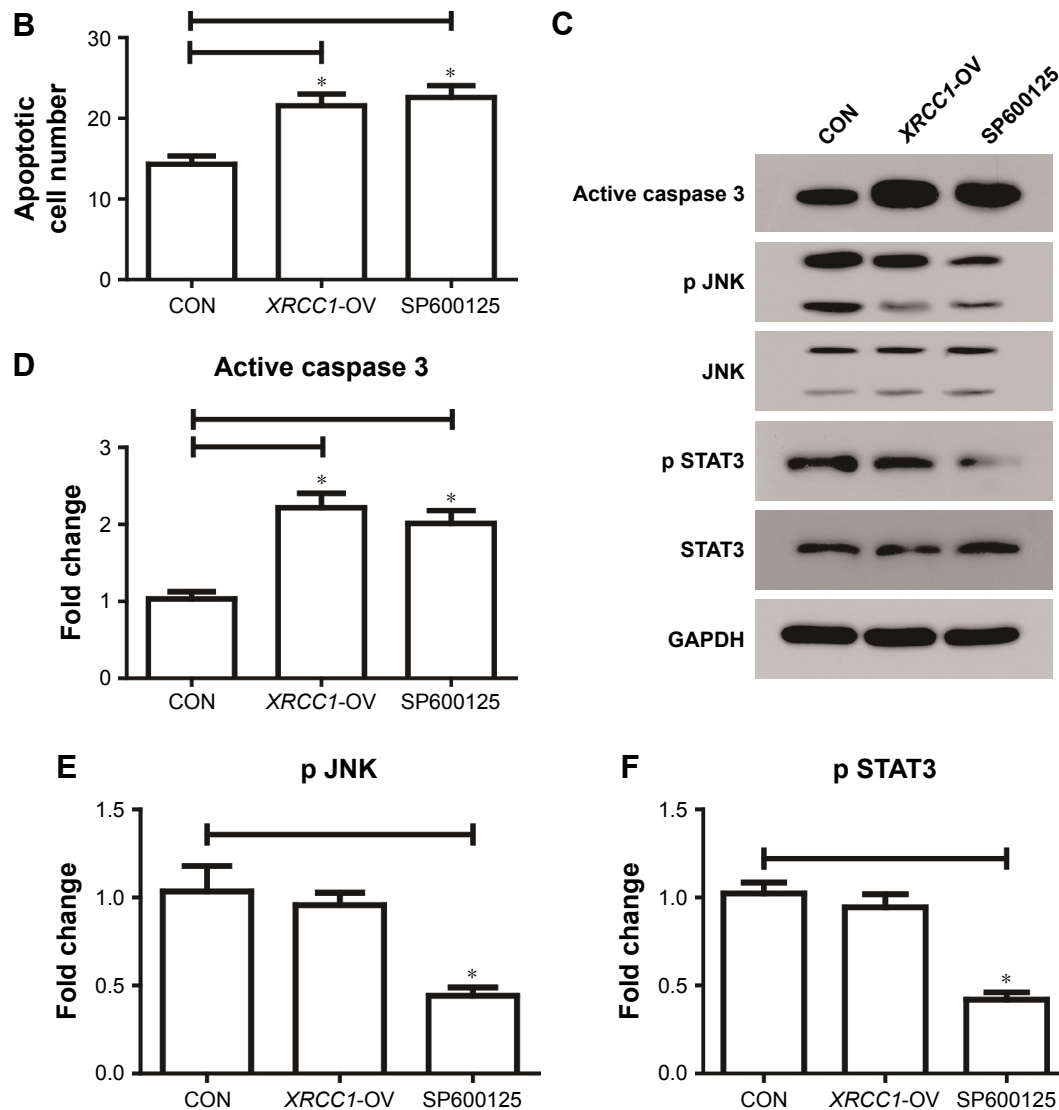 B
Apoptotic
cell number
30
20
10
0
*
*
CON
XRCC1-OV
SP600125
C
CON
XRCC1-OV
SP600125
Active caspase 3
p JNK
JNK
p STAT3
STAT3
GAPDH
D
Active caspase 3
Fold change
3
2
1
0
*
*
CON
XRCC1-OV
SP600125
E
p JNK
Fold change
1.5
1.0
0.5
0.0
*
CON
XRCC1-OV
SP600125
F
p STAT3
Fold change
1.5
1.0
0.5
0.0
*
CON
XRCC1-OV
SP600125